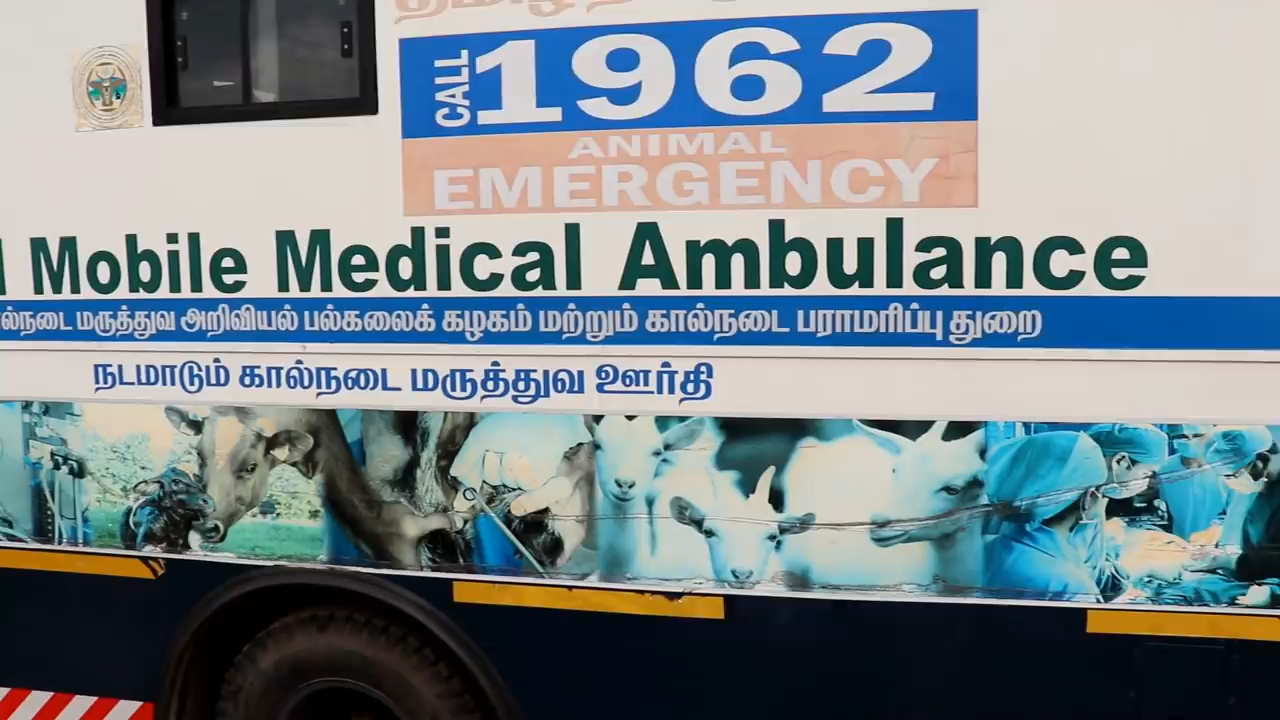 CALL 1962
ANIMAL
EMERGENCY
Mobile Medical Ambulance
மருத்துவ அறிவியல் பல்கலைக் கழகம் மற்றும் கால்நடை பராமரிப்பு துறை
நடமாடும் கால்நடை மருத்துவ ஊர்தி